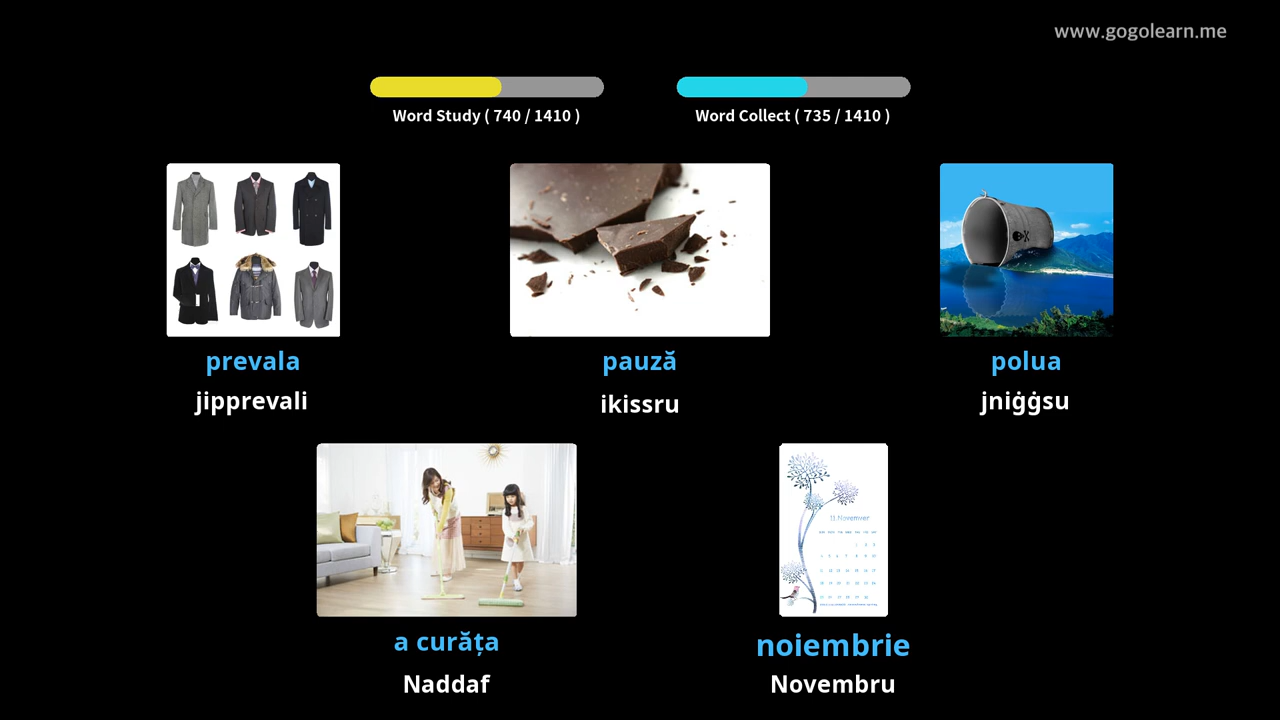 www.gogolearn.me
Word Study ( 740 / 1410 )
Word Collect ( 735 / 1410 )
prevala
jipprevali
pauză
ikissru
polua
jniġġsu
a curăța
Naddaf
noiembrie
Novembru